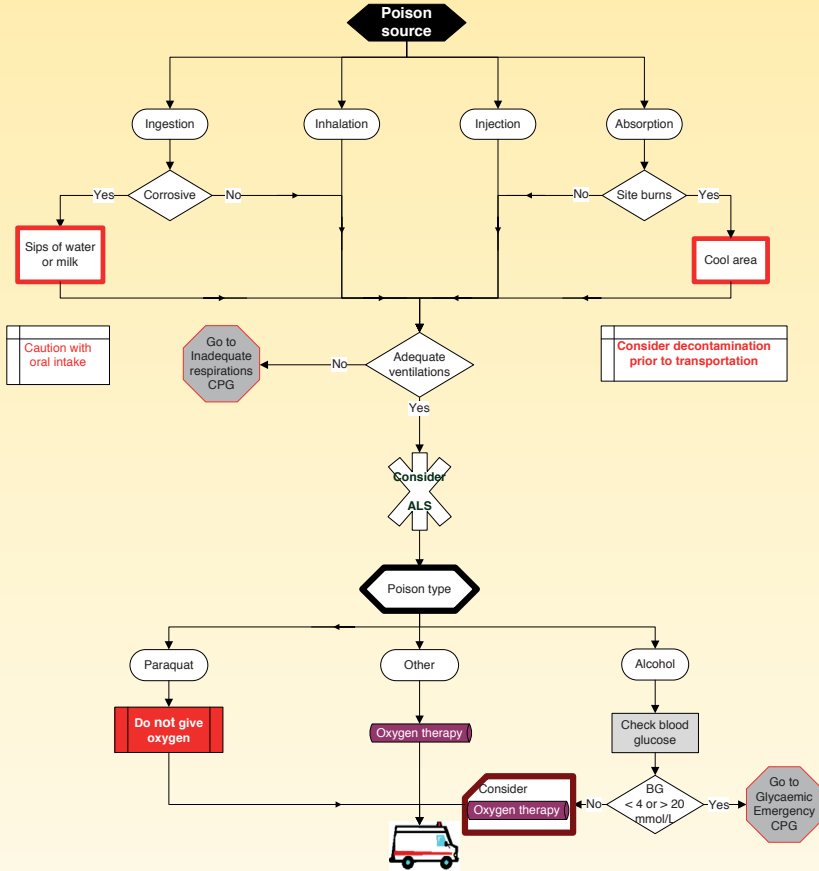 Poison
source
Ingestion
Inhalation
Injection
Absorption
Yes
Corrosive
No
No
Site burns
Yes
Sips of water
or milk
Cool area
Caution with
oral intake
Go to
Inadequate
respirations
CPG
No
Adequate
ventilations
Consider decontamination
prior to transportation
Yes
Consider
ALS
Poison type
Paraquat
Other
Alcohol
Do not give
oxygen
Oxygen therapy
Check blood
glucose
Consider
Oxygen therapy
No
BG
< 4 or > 20
mmol/L
Yes
Go to
Glycaemic
Emergency
CPG